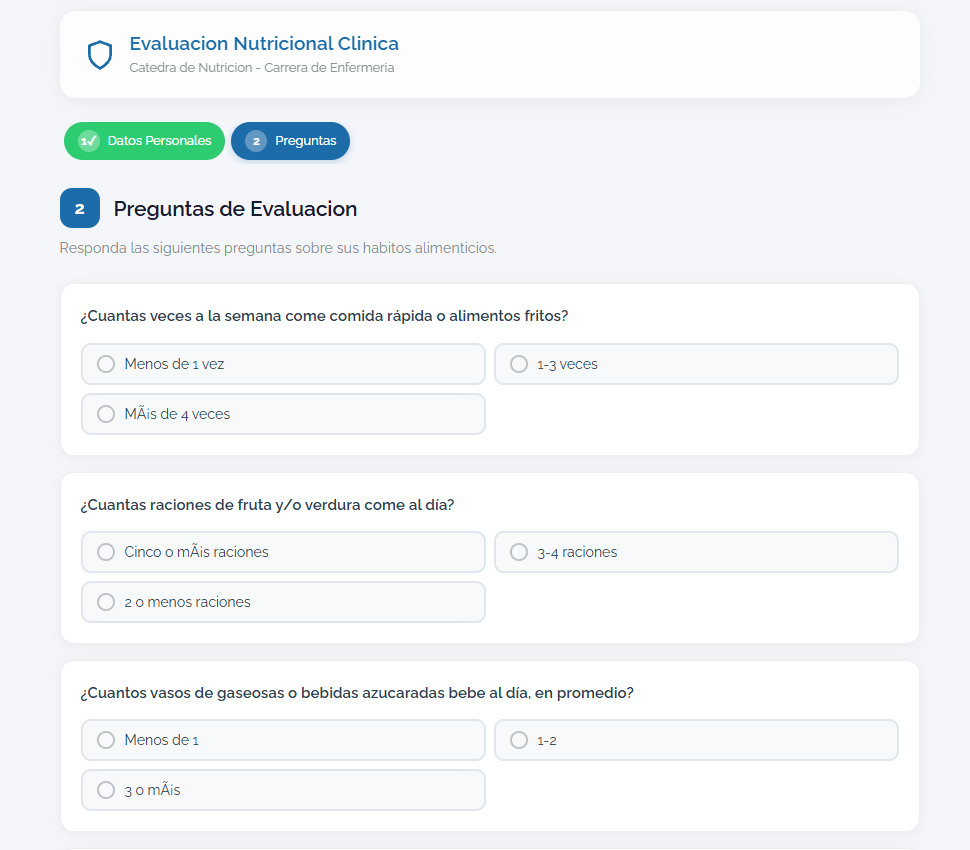 Evaluacion Nutricional Clinica
Catedra de Nutricion - Carrera de Enfermeria
1✓ Datos Personales
2 Preguntas
2 Preguntas de Evaluacion
Responda las siguientes preguntas sobre sus habitos alimenticios.
¿Cuantas veces a la semana come comida rápida o alimentos fritos?
Menos de 1 vez
1-3 veces
MÃ¡s de 4 veces
¿Cuantas raciones de fruta y/o verdura come al día?
Cinco o mÃ¡s raciones
3-4 raciones
2 o menos raciones
¿Cuantos vasos de gaseosas o bebidas azucaradas bebe al día, en promedio?
Menos de 1
1-2
3 o mÃ¡s